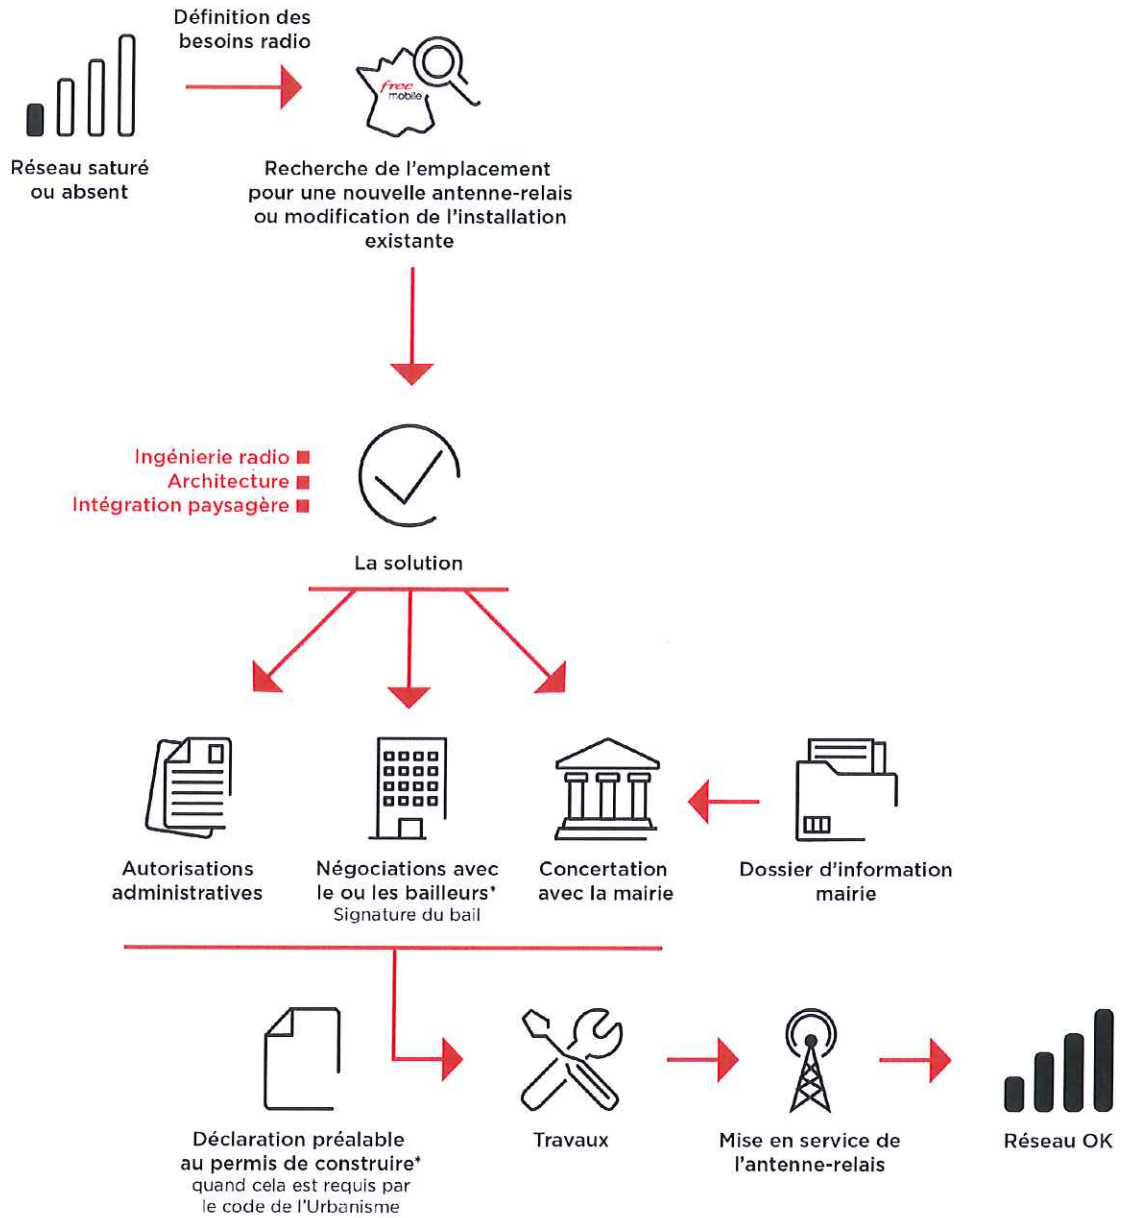 Définition des
besoins radio
free
mobile
Réseau saturé
ou absent
Recherche de l'emplacement
pour une nouvelle antenne-relais
ou modification de l'installation
existante
Ingénierie radio
Architecture
Intégration paysagère
La solution
Autorisations
administratives
Négociations avec
le ou les bailleurs*
Signature du bail
Concertation
avec la mairie
Dossier d'information
mairie
Déclaration préalable
au permis de construire*
quand cela est requis par
le code de l'Urbanisme
Travaux
Mise en service de
l'antenne-relais
Réseau OK